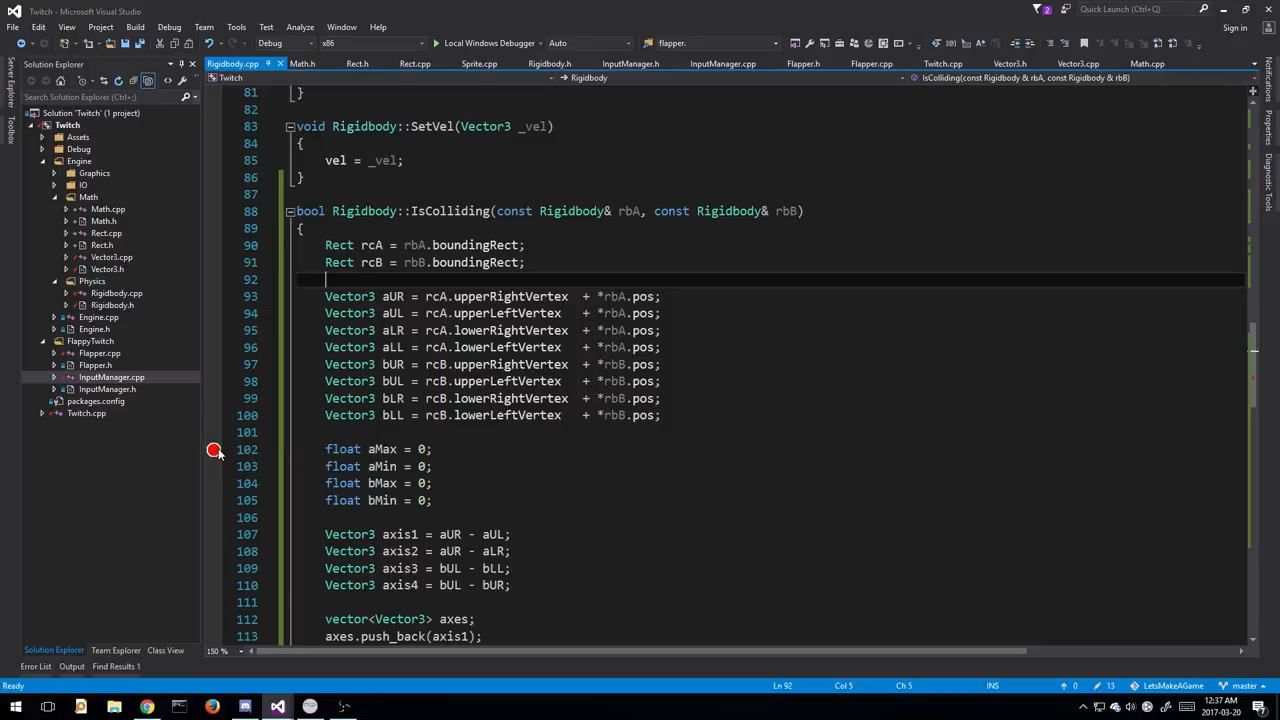 Twitch - Microsoft Visual Studio
2
Quick Launch (Ctrl+;)
File Edit View Project Build Debug Team Tools Test Analyze Window Help
Sign in
Debug x86 Local Windows Debugger Auto flapper.
Solution Explorer
Rigidbody.cpp Math.h Rect.h Rect.cpp Sprite.cpp Rigidbody.h InputManager.h InputManager.cpp Flapper.h Flapper.cpp Twitch.cpp Vector3.h Vector3.cpp Math.cpp
Twitch Rigidbody IsColliding(const Rigidbody & rbA, const Rigidbody & rbB)
Server Explorer
Toolbox
Notifications
Properties
Team Explorer
Diagnostic Tools
Search Solution Explorer (Ctrl+;)
Solution 'Twitch' (1 project)
Twitch
Assets
Debug
Engine
Graphics
IO
Math
Math.cpp
Math.h
Rect.cpp
Rect.h
Vector3.cpp
Vector3.h
Physics
Rigidbody.cpp
Rigidbody.h
Engine.cpp
Engine.h
FlappyTwitch
Flapper.cpp
Flapper.h
InputManager.cpp
InputManager.h
packages.config
Twitch.cpp
81 }
82
83 void Rigidbody::SetVel(Vector3 _vel)
84 {
85 vel = _vel;
86 }
87
88 bool Rigidbody::IsColliding(const Rigidbody& rbA, const Rigidbody& rbB)
89 {
90 Rect rcA = rbA.boundingRect;
91 Rect rcB = rbB.boundingRect;
92
93 Vector3 aUR = rcA.upperRightVertex + *rbA.pos;
94 Vector3 aUL = rcA.upperLeftVertex + *rbA.pos;
95 Vector3 aLR = rcA.lowerRightVertex + *rbA.pos;
96 Vector3 aLL = rcA.lowerLeftVertex + *rbA.pos;
97 Vector3 bUR = rcB.upperRightVertex + *rbB.pos;
98 Vector3 bUL = rcB.upperLeftVertex + *rbB.pos;
99 Vector3 bLR = rcB.lowerRightVertex + *rbB.pos;
100 Vector3 bLL = rcB.lowerLeftVertex + *rbB.pos;
101
102 float aMax = 0;
103 float aMin = 0;
104 float bMax = 0;
105 float bMin = 0;
106
107 Vector3 axis1 = aUR - aUL;
108 Vector3 axis2 = aUR - aLR;
109 Vector3 axis3 = bUL - bLL;
110 Vector3 axis4 = bUL - bUR;
111
112 vector<Vector3> axes;
113 axes.push_back(axis1);
Solution Explorer Team Explorer Class View
150 %
Error List Output Find Results 1
Ready Ln 92 Col 5 Ch 5 INS 0 13 LetsMakeAGame master
12:37 AM
2017-03-20